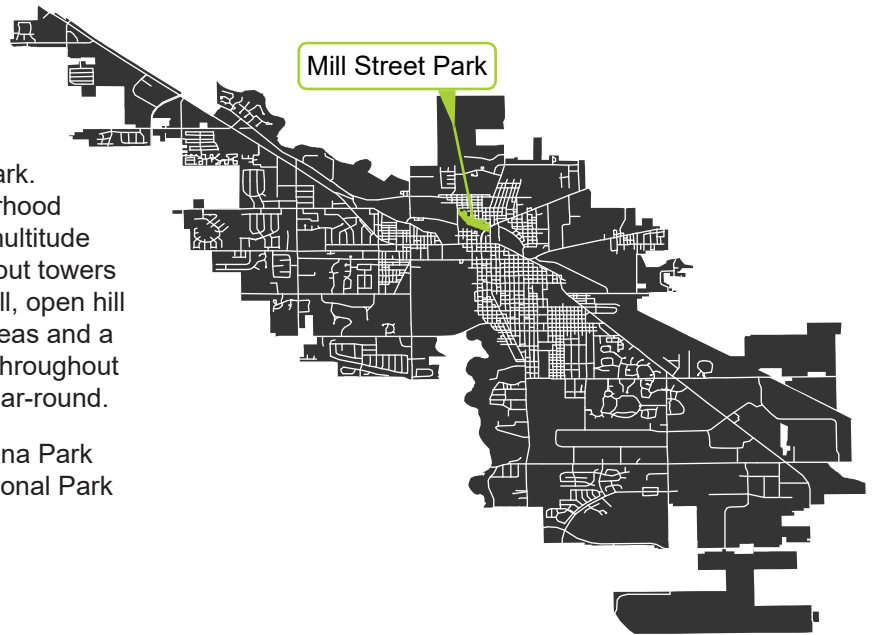 Mill Street Park
ark.
rhood
nultitude
out towers
ll, open hill
eas and a
hroughout
ar-round.
na Park
onal Park